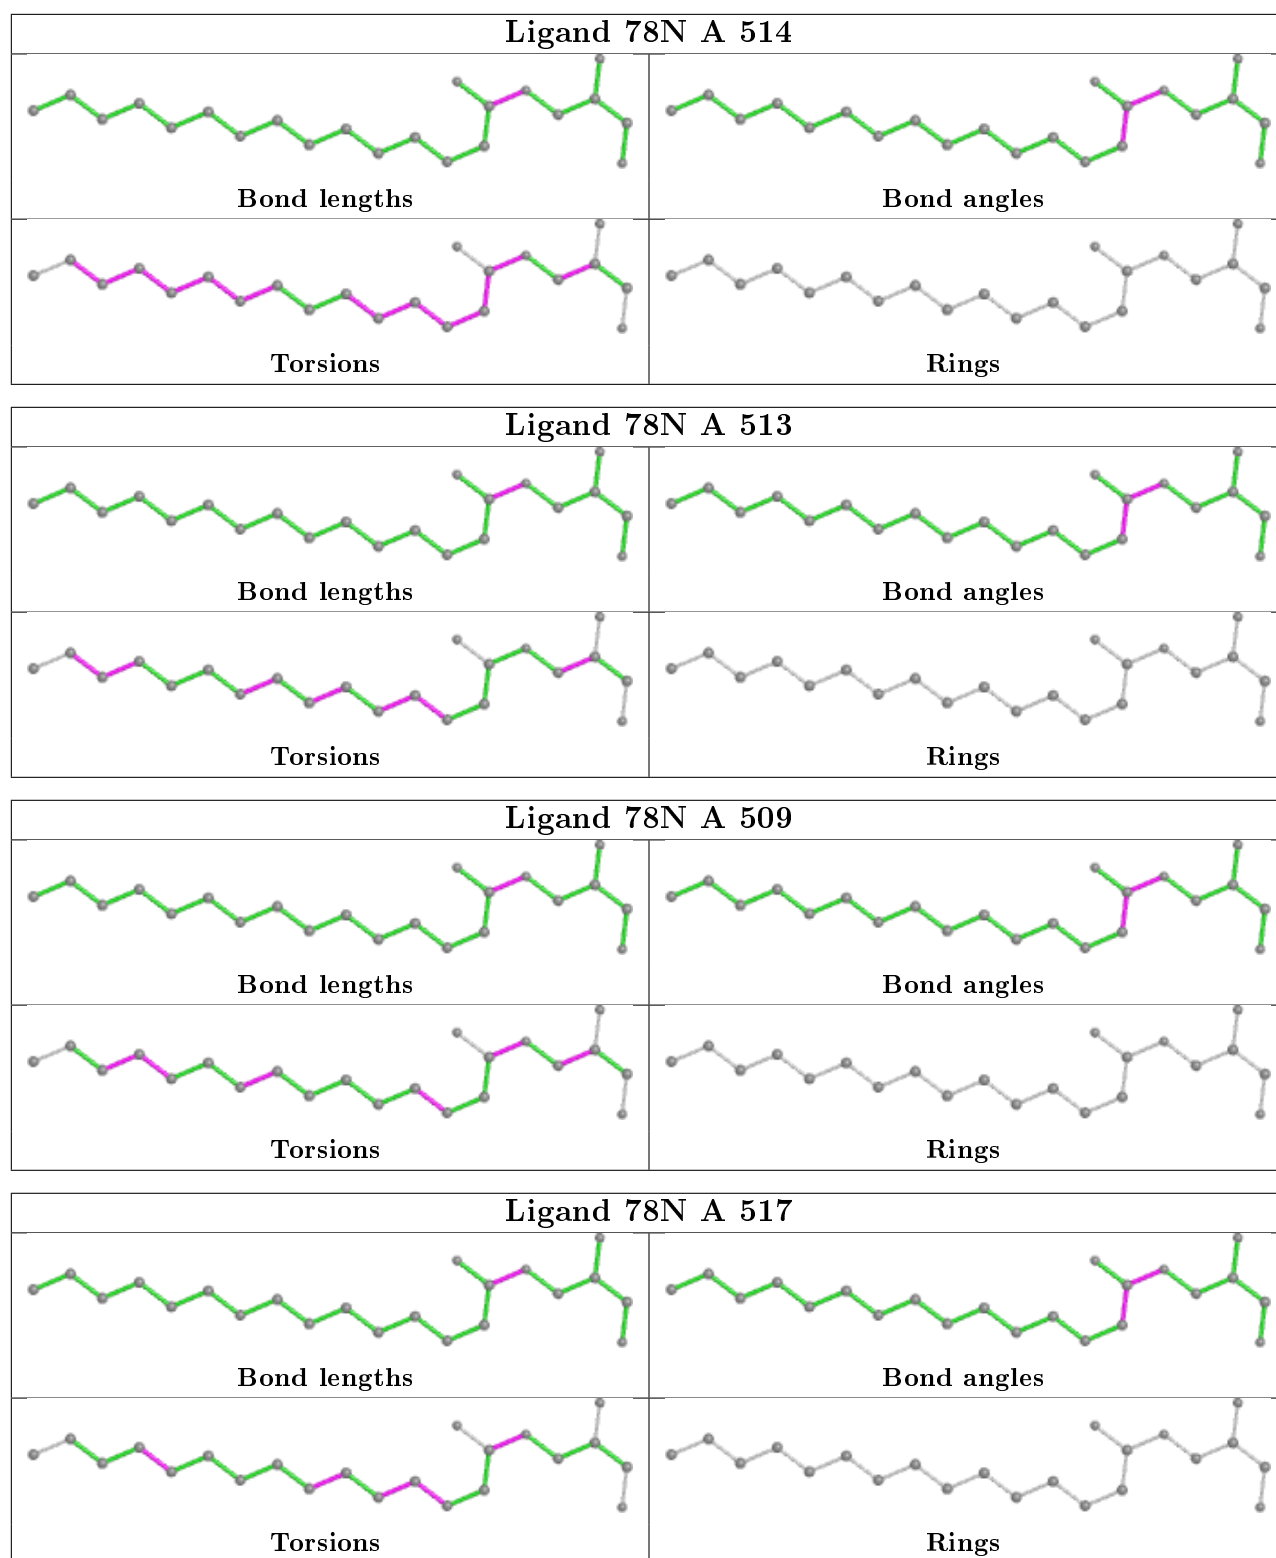 Ligand 78N A 514
Bond lengths
Bond angles
Torsions
Rings
Ligand 78N A 513
Bond lengths
Bond angles
Torsions
Rings
Ligand 78N A 509
Bond lengths
Bond angles
Torsions
Rings
Ligand 78N A 517
Bond lengths
Bond angles
Torsions
Rings